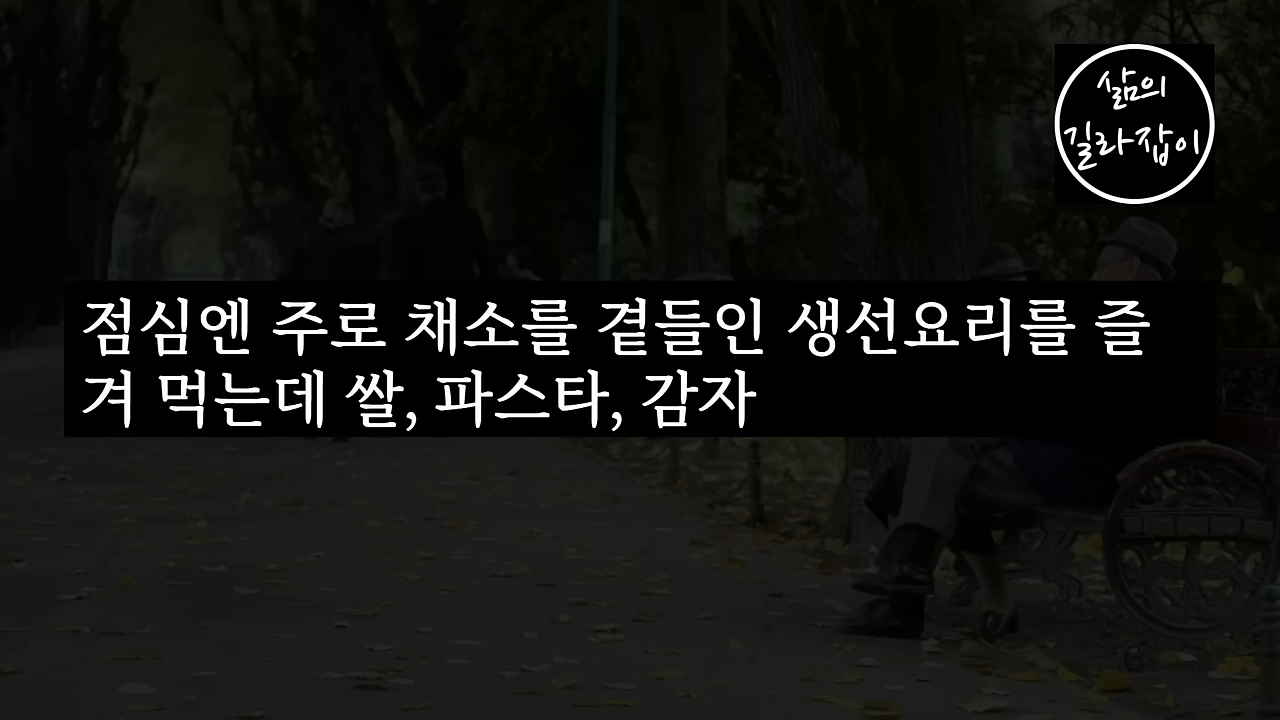 삶의
길라잡이
점심엔 주로 채소를 곁들인 생선요리를 즐
겨 먹는데 쌀, 파스타, 감자